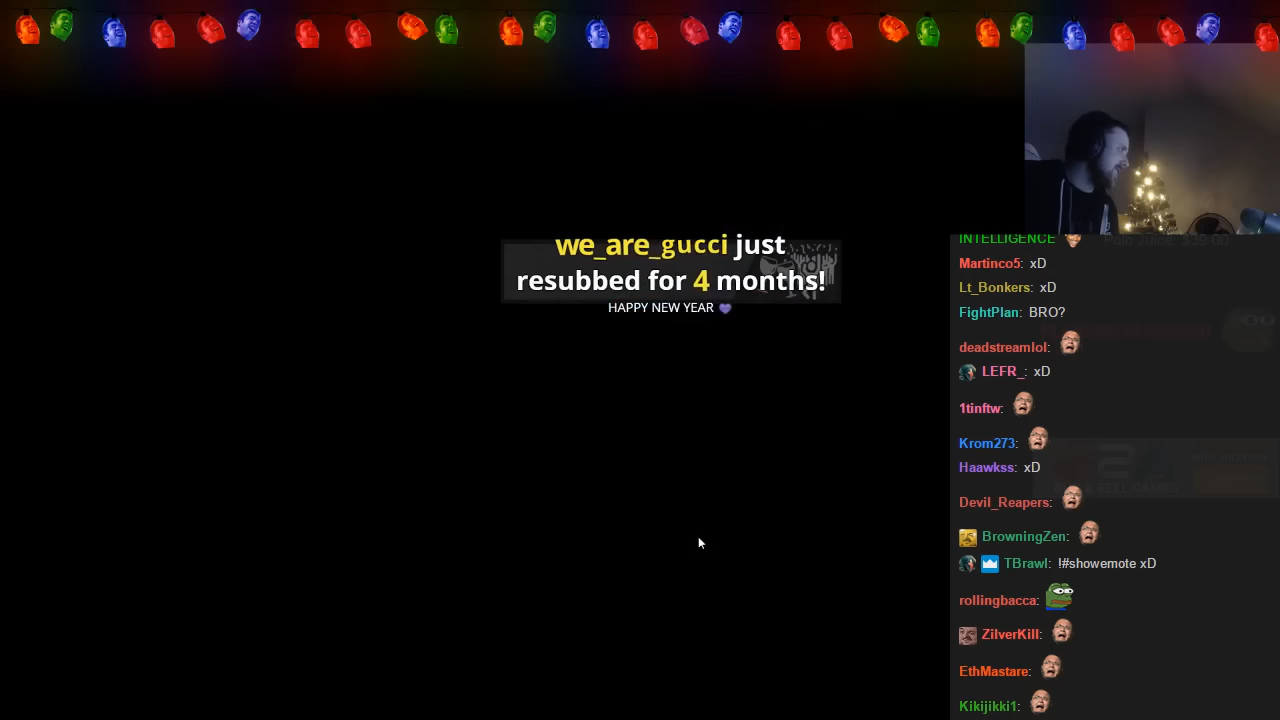 we_are_gucci just
resubbed for 4 months!
HAPPY NEW YEAR
INTELLIGENCE
Martinco5: xD
Lt_Bonkers: xD
FightPlan: BRO?
deadstreamlol:
LEFR_: xD
1tinftw:
Krom273:
Haawkss: xD
Devil_Reapers:
BrowningZen:
TBrawl: !#showemote xD
rollingbacca:
ZilverKill:
EthMastare:
Kikijikki1: